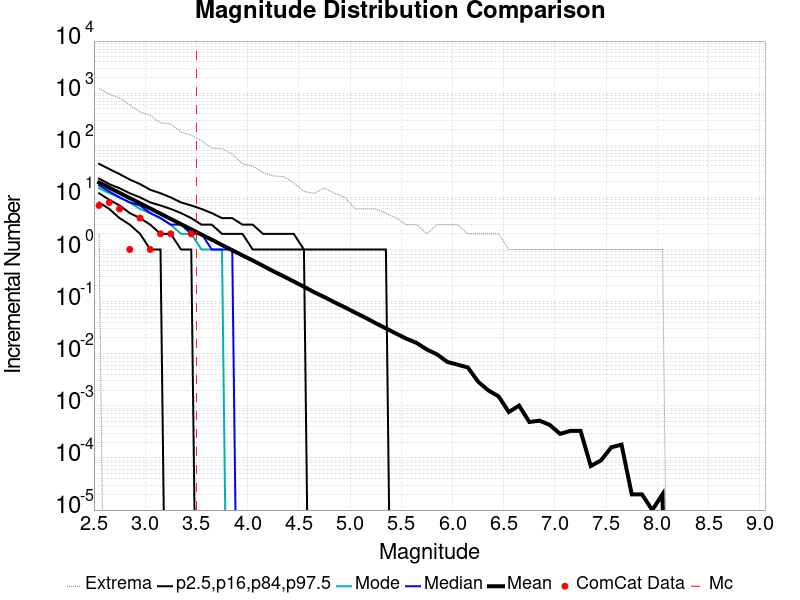 Magnitude Distribution Comparison
10^4
10^3
10^2
10^1
10^0
10^-1
10^-2
10^-3
10^-4
10^-5
Incremental Number
2.5 3.0 3.5 4.0 4.5 5.0 5.5 6.0 6.5 7.0 7.5 8.0 8.5 9.0
Magnitude
Extrema p2.5,p16,p84,p97.5 Mode Median Mean ComCat Data Mc